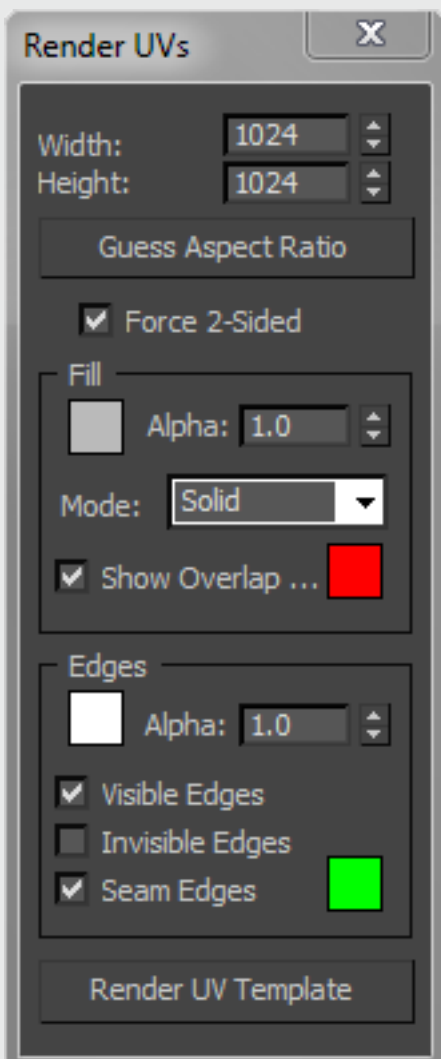 Render UVs
Width: 1024
Height: 1024
Guess Aspect Ratio
Force 2-Sided
Fill
Alpha: 1.0
Mode: Solid
Show Overlap ...
Edges
Alpha: 1.0
Visible Edges
Invisible Edges
Seam Edges
Render UV Template